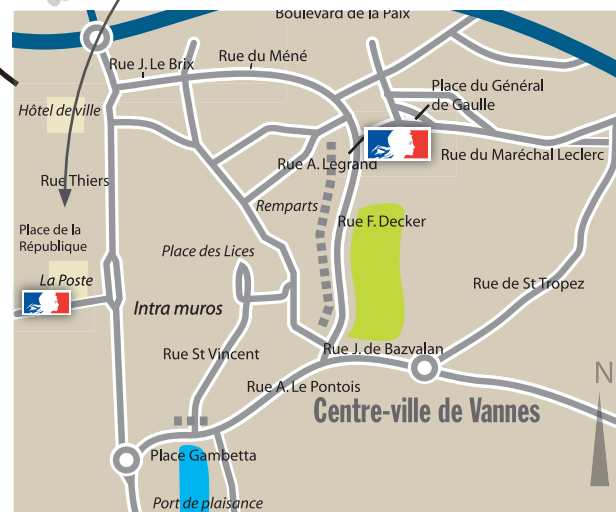 Boulevard de la Paix
Rue du Méné
Rue J. Le Brix
Place du Général
de Gaulle
Hôtel de ville
Rue A. Legrand
Rue du Maréchal Leclerc
Rue Thiers
Remparts
Rue F. Decker
Place de la
République
Place des Lices
La Poste
Rue de St Tropez
Intra muros
Rue St Vincent
Rue J. de Bazvalan
N
Rue A. Le Pontois
Centre-ville de Vannes
Place Gambetta
Port de plaisance